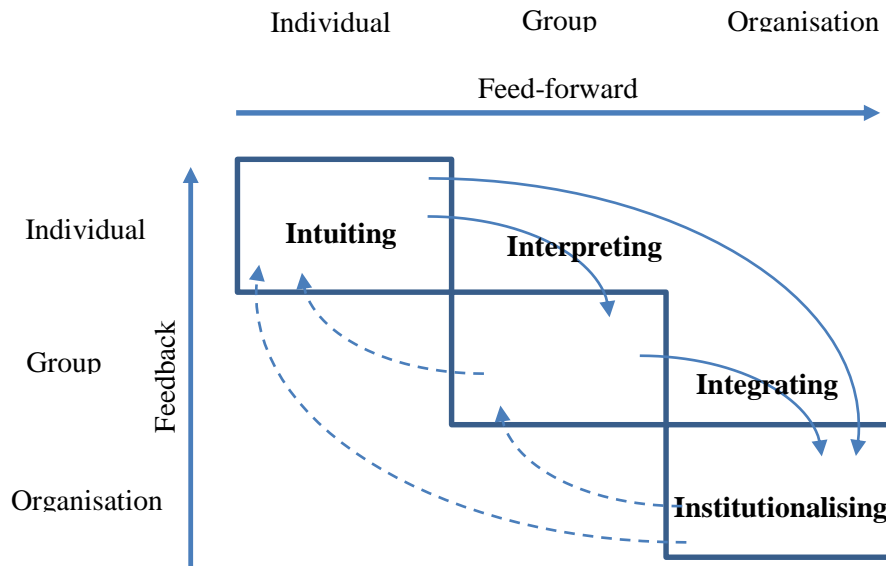 Individual Group Organisation
Feed-forward
Individual
Intuiting
Interpreting
Group
Feedback
Integrating
Organisation
Institutionalising